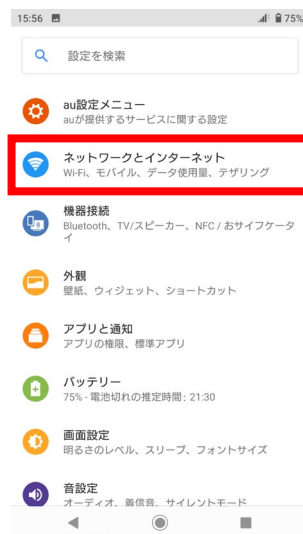 15:56
75%
設定を検索
au設定メニュー
auが提供するサービスに関する設定
ネットワークとインターネット
Wi-Fi、モバイル、データ使用量、テザリング
機器接続
Bluetooth、TV/スピーカー、NFC / おサイフケータ
イ
外観
壁紙、ウィジェット、ショートカット
アプリと通知
アプリの権限、標準アプリ
バッテリー
75% - 電池切れの推定時間: 21:30
画面設定
明るさのレベル、スリープ、フォントサイズ
音設定
オーディオ、着信音、サイレントモード